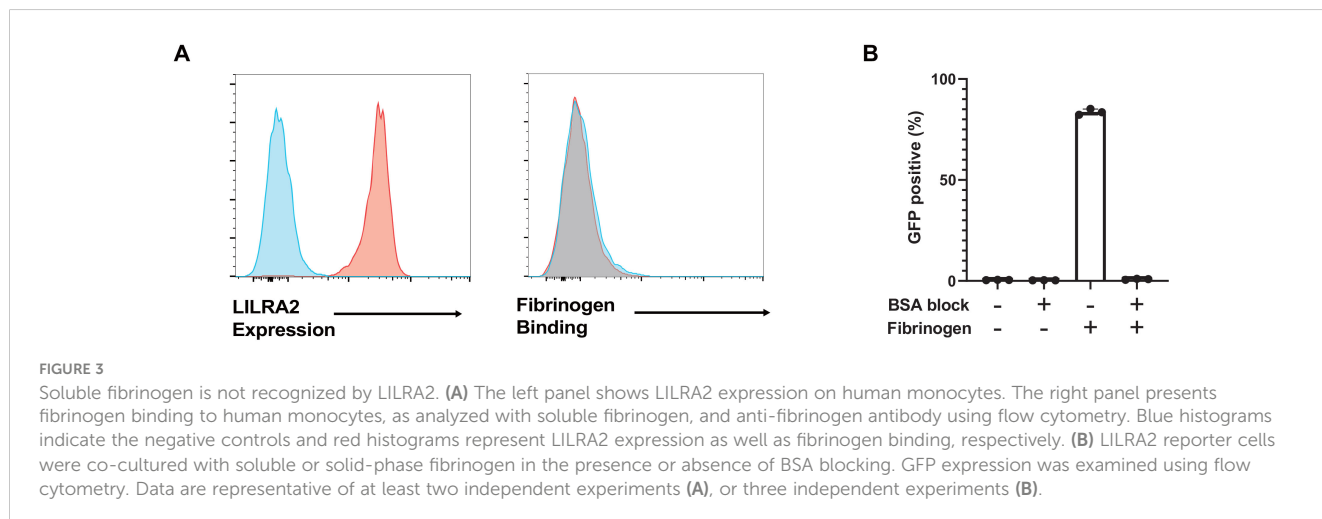 A
B
LILRA2
Expression
Fibrinogen
Binding
GFP positive (%)
100
50
0
BSA block - + - +
Fibrinogen - - + +
FIGURE 3
Soluble fibrinogen is not recognized by LILRA2. (A) The left panel shows LILRA2 expression on human monocytes. The right panel presents
fibrinogen binding to human monocytes, as analyzed with soluble fibrinogen, and anti-fibrinogen antibody using flow cytometry. Blue histograms
indicate the negative controls and red histograms represent LILRA2 expression as well as fibrinogen binding, respectively. (B) LILRA2 reporter cells
were co-cultured with soluble or solid-phase fibrinogen in the presence or absence of BSA blocking. GFP expression was examined using flow
cytometry. Data are representative of at least two independent experiments (A), or three independent experiments (B).